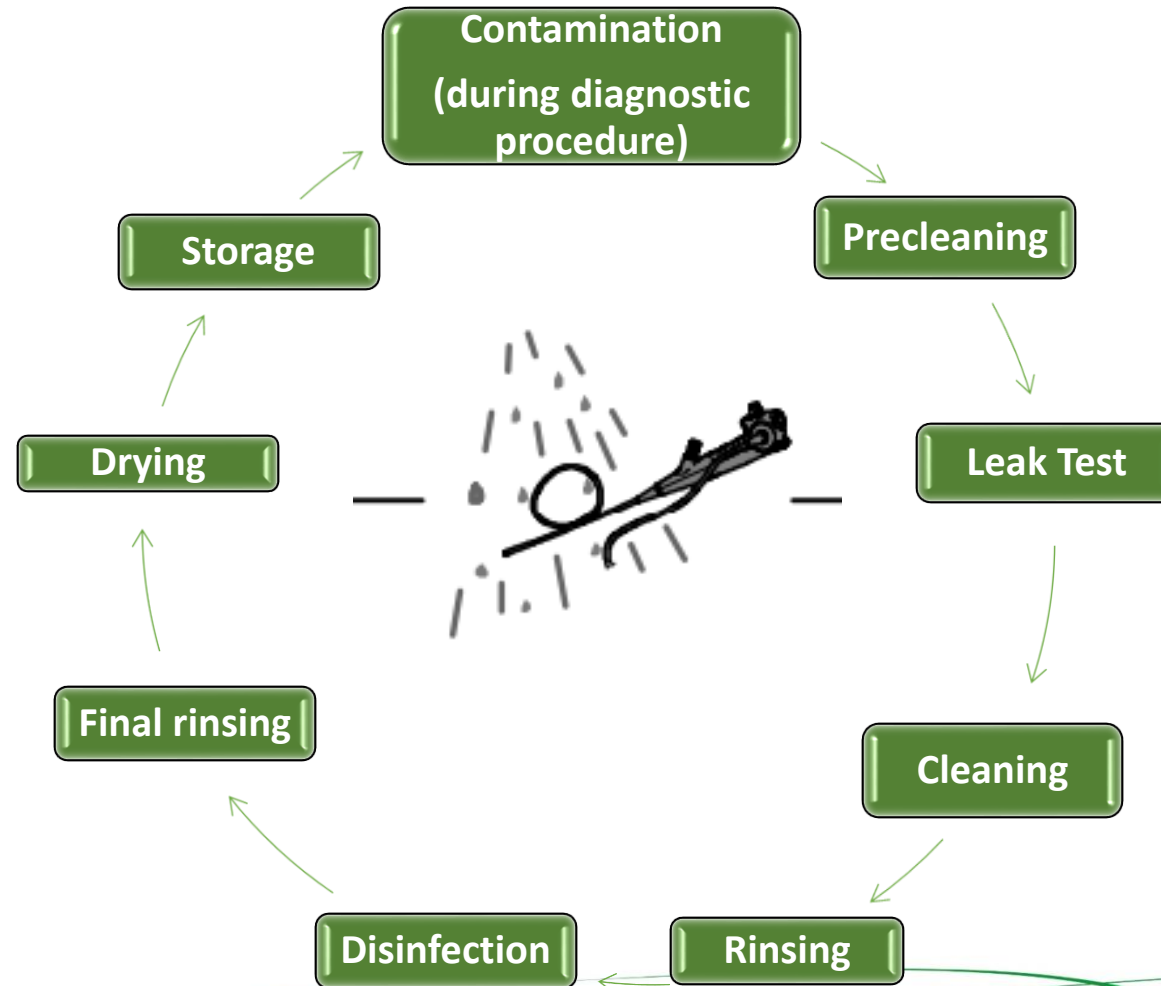 Contamination
(during diagnostic
procedure)
Precleaning
Leak Test
Cleaning
Rinsing
Disinfection
Final rinsing
Drying
Storage